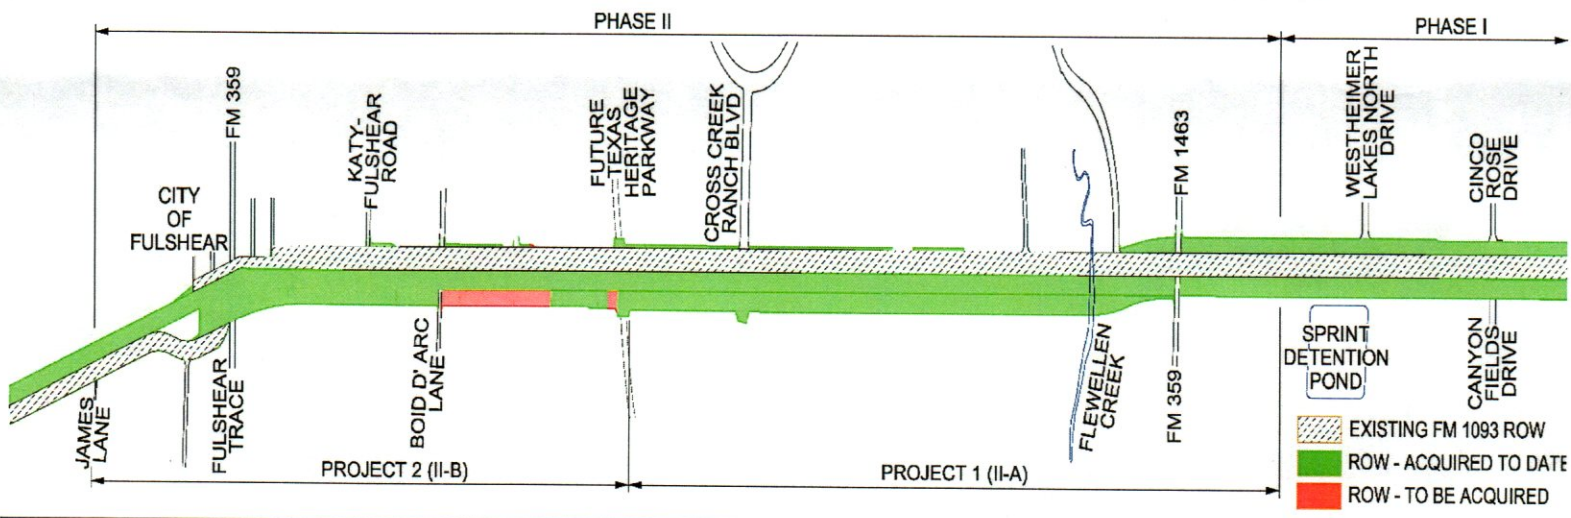 PHASE II
PHASE I
FM 359
CITY
OF
FULSHEAR
KATY-
FULSHEAR
ROAD
FUTURE
TEXAS
HERITAGE
PARKWAY
CROSS CREEK
RANCH BLVD
FM 1463
WESTHEIMER
LAKES NORTH
DRIVE
CINCO
ROSE
DRIVE
JAMES
LANE
FULSHEAR
TRACE
BOID D' ARC
LANE
FLEWELLEN
CREEK
FM 359
SPRINT
DETENTION
POND
CANYON
FIELDS
DRIVE
EXISTING FM 1093 ROW
ROW - ACQUIRED TO DATE
ROW - TO BE ACQUIRED
PROJECT 2 (II-B)
PROJECT 1 (II-A)